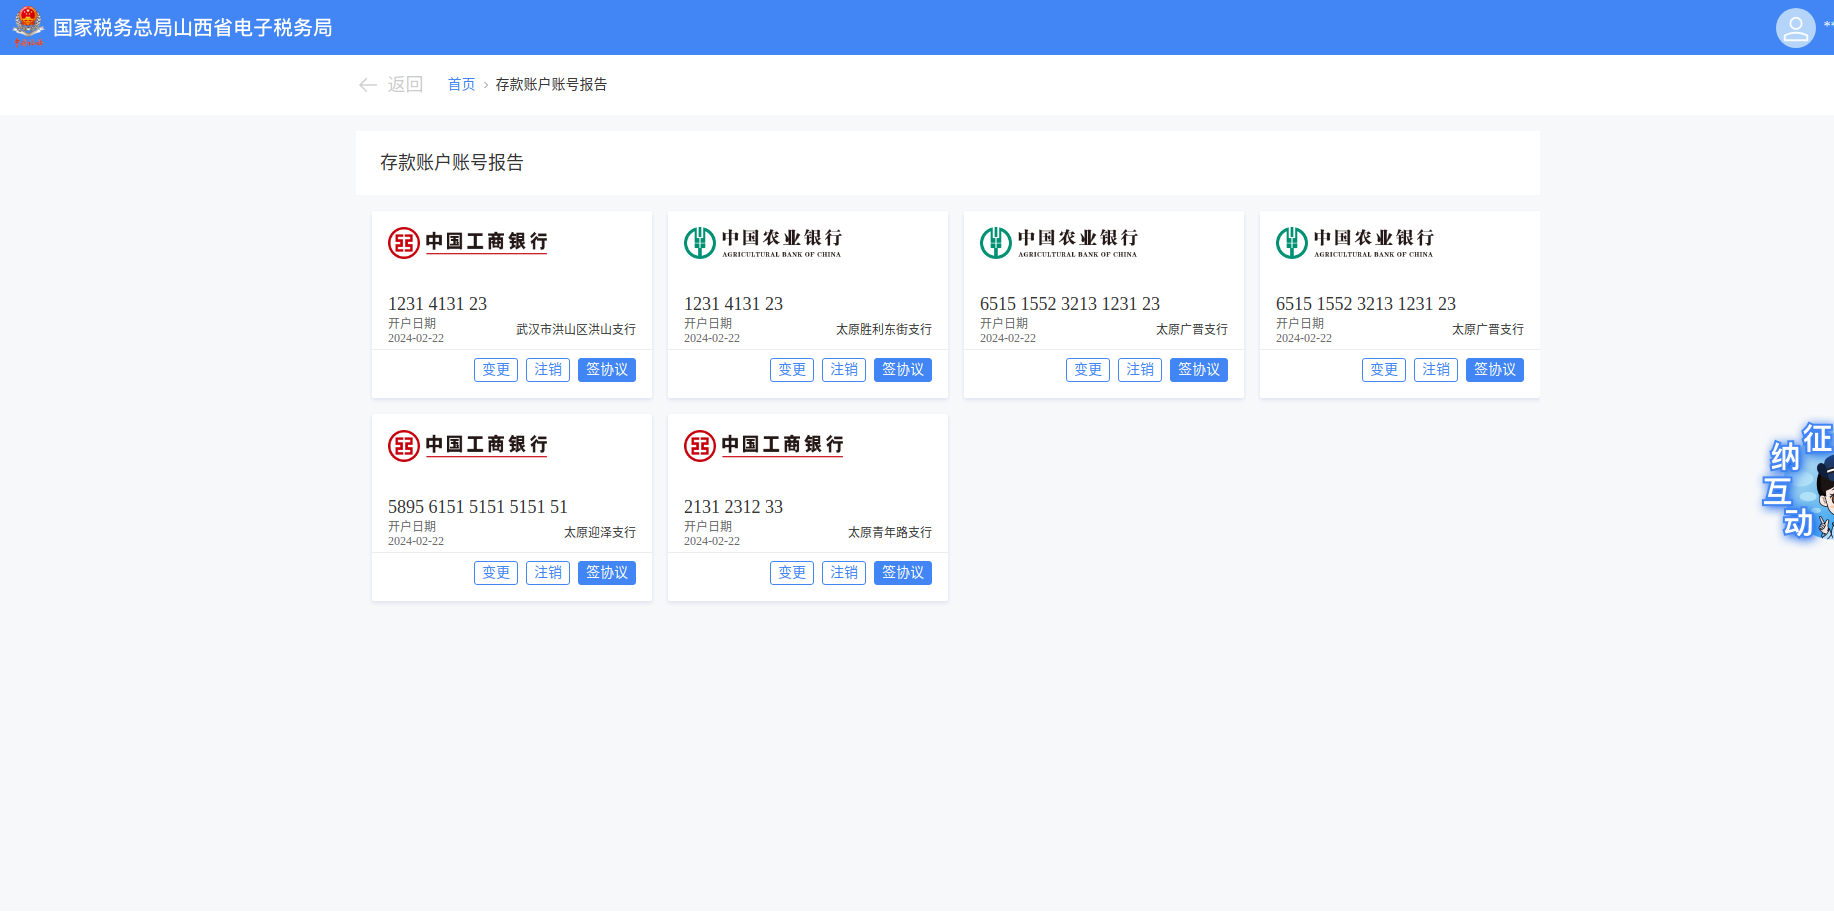 国家税务总局山西省电子税务局
**
返回 首页 › 存款账户账号报告
存款账户账号报告
中国工商银行
1231 4131 23
开户日期
2024-02-22
武汉市洪山区洪山支行
变更 注销 签协议
中国农业银行
AGRICULTURAL BANK OF CHINA
1231 4131 23
开户日期
2024-02-22
太原胜利东街支行
变更 注销 签协议
中国农业银行
AGRICULTURAL BANK OF CHINA
6515 1552 3213 1231 23
开户日期
2024-02-22
太原广晋支行
变更 注销 签协议
中国农业银行
AGRICULTURAL BANK OF CHINA
6515 1552 3213 1231 23
开户日期
2024-02-22
太原广晋支行
变更 注销 签协议
中国工商银行
5895 6151 5151 5151 51
开户日期
2024-02-22
太原迎泽支行
变更 注销 签协议
中国工商银行
2131 2312 33
开户日期
2024-02-22
太原青年路支行
变更 注销 签协议
征
纳
互
动